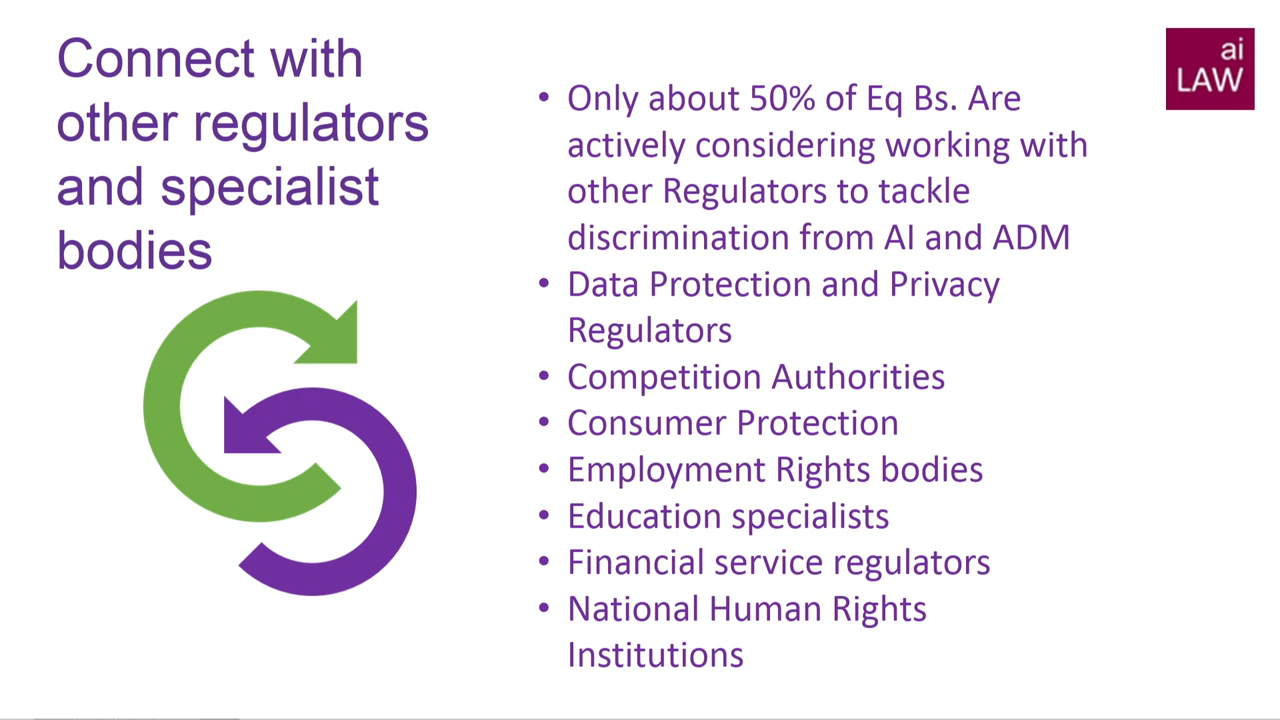 Connect with
other regulators
and specialist
bodies
ai
LAW
• Only about 50% of Eq Bs. Are
actively considering working with
other Regulators to tackle
discrimination from AI and ADM
• Data Protection and Privacy
Regulators
• Competition Authorities
• Consumer Protection
• Employment Rights bodies
• Education specialists
• Financial service regulators
• National Human Rights
Institutions